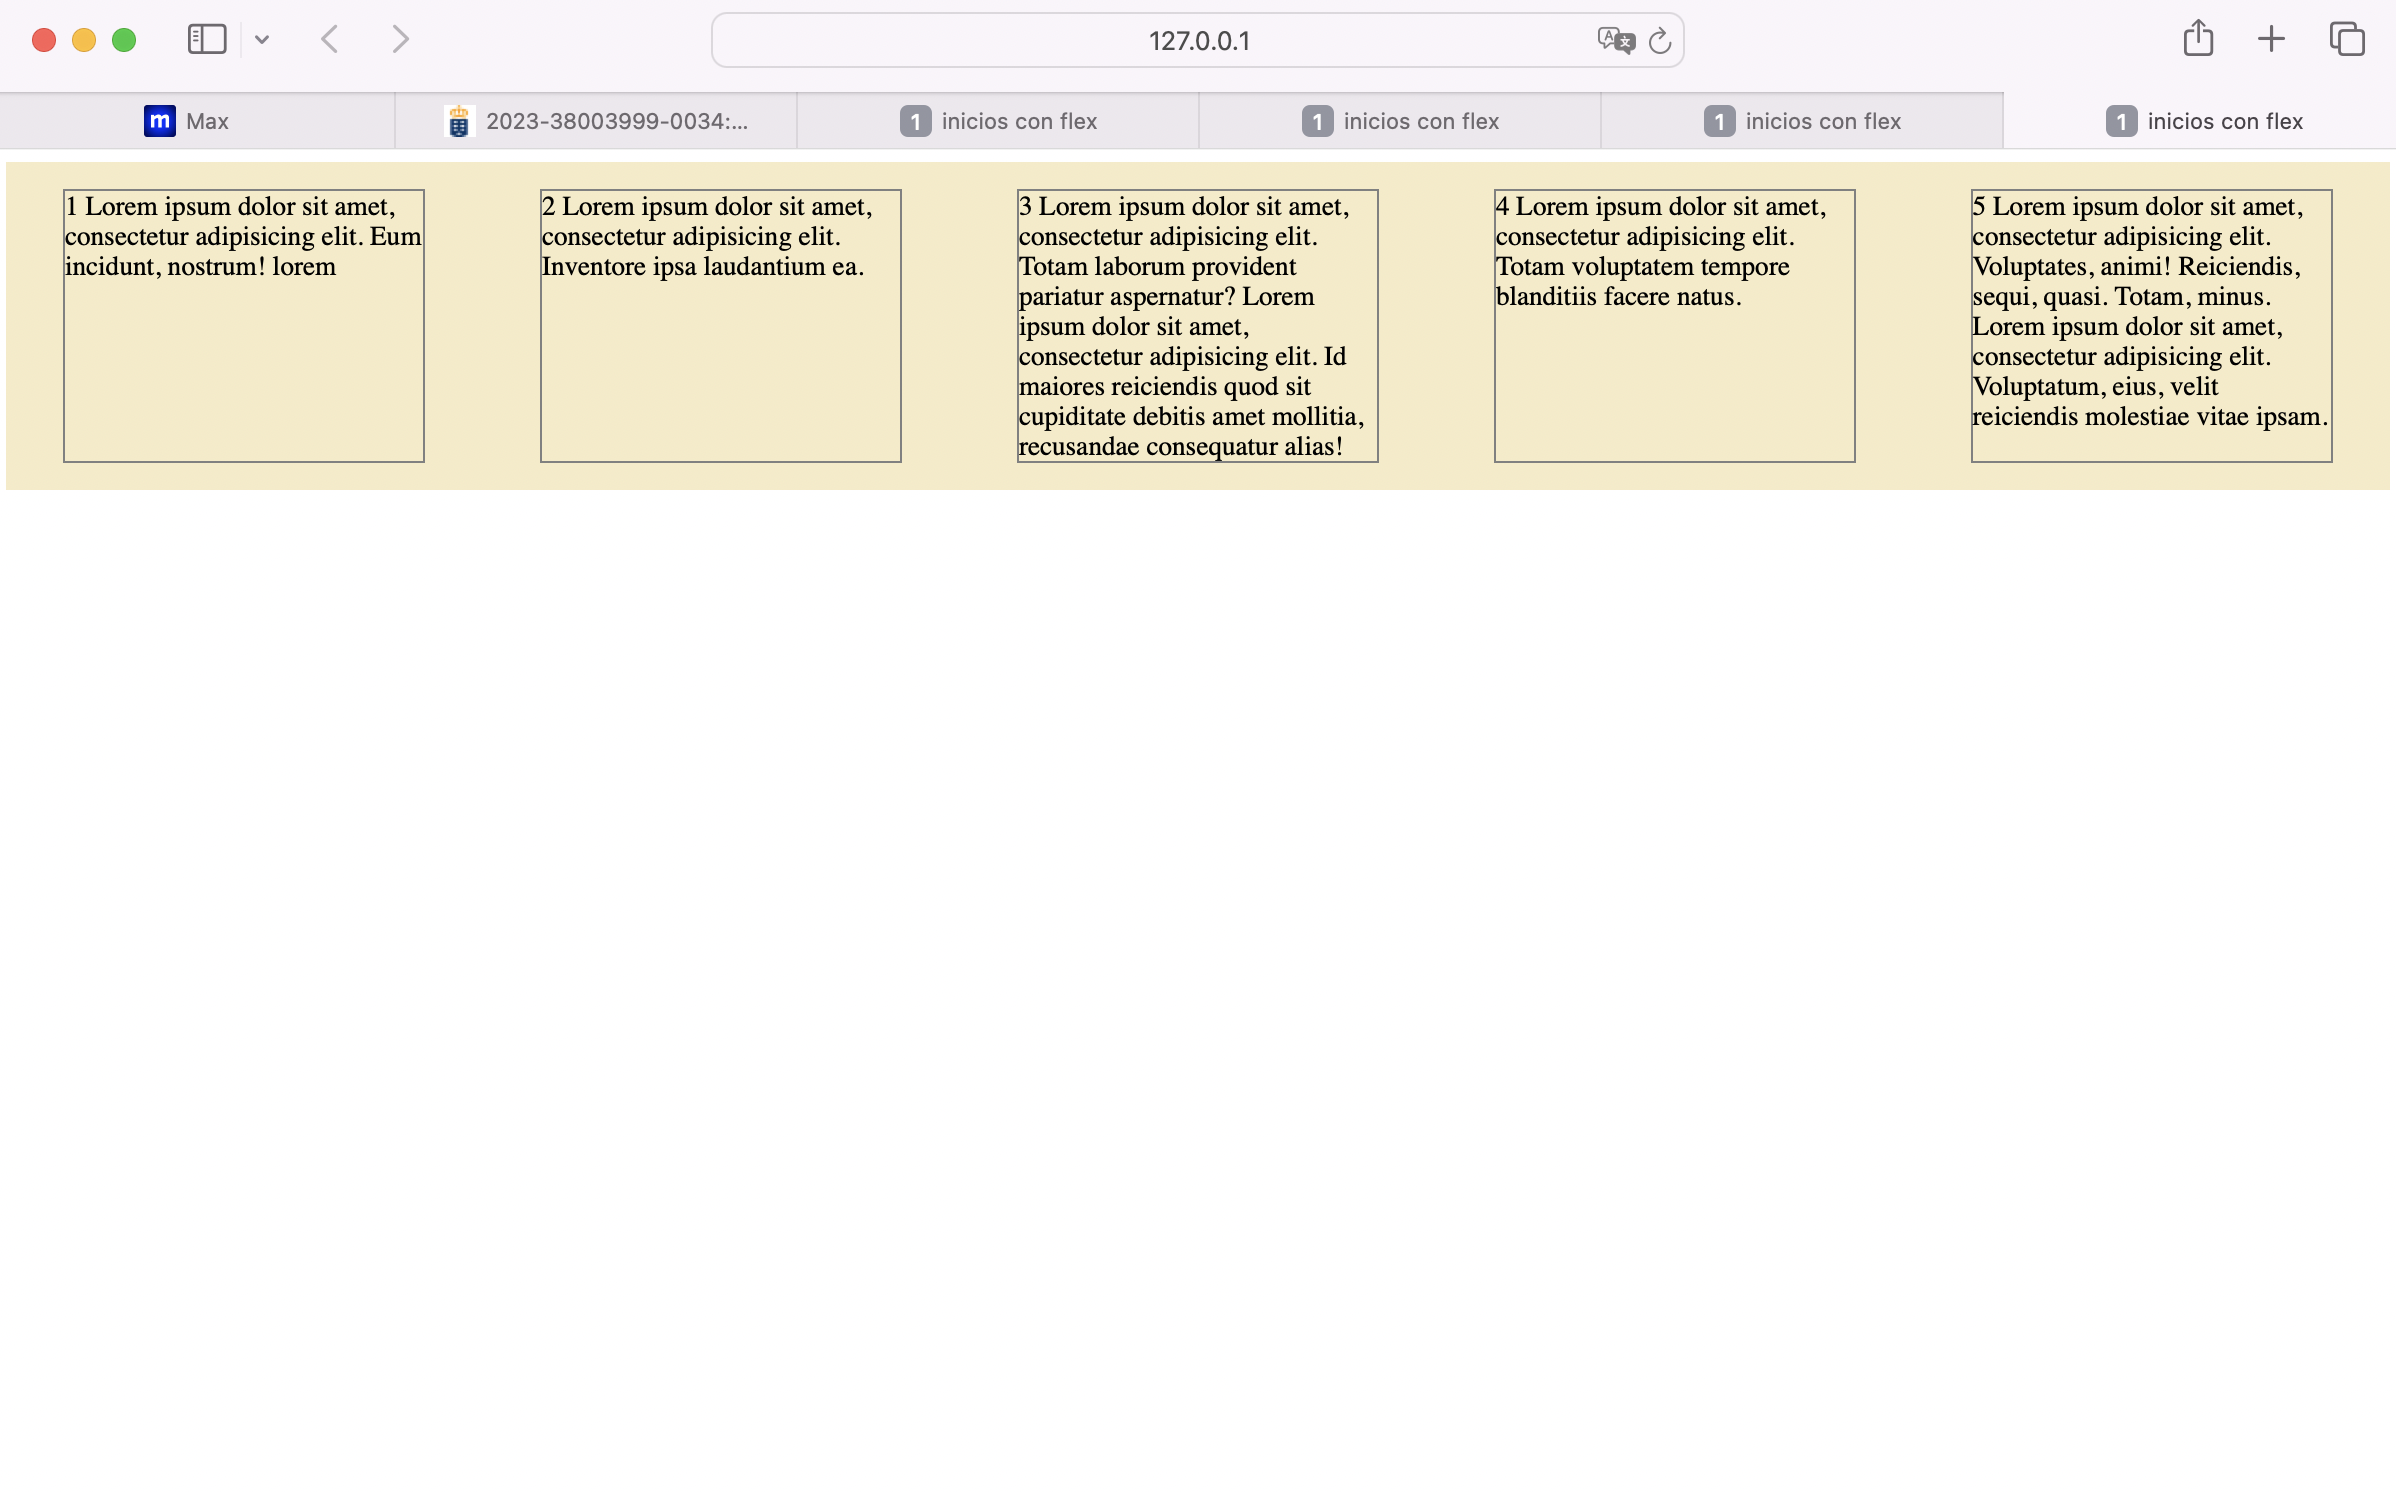 127.0.0.1
m Max
2023-38003999-0034:...
1 inicios con flex
1 inicios con flex
1 inicios con flex
1 inicios con flex
1 Lorem ipsum dolor sit amet,
consectetur adipisicing elit. Eum
incidunt, nostrum! lorem
2 Lorem ipsum dolor sit amet,
consectetur adipisicing elit.
Inventore ipsa laudantium ea.
3 Lorem ipsum dolor sit amet,
consectetur adipisicing elit.
Totam laborum provident
pariatur aspernatur? Lorem
ipsum dolor sit amet,
consectetur adipisicing elit. Id
maiores reiciendis quod sit
cupiditate debitis amet mollitia,
recusandae consequatur alias!
4 Lorem ipsum dolor sit amet,
consectetur adipisicing elit.
Totam voluptatem tempore
blanditiis facere natus.
5 Lorem ipsum dolor sit amet,
consectetur adipisicing elit.
Voluptates, animi! Reiciendis,
sequi, quasi. Totam, minus.
Lorem ipsum dolor sit amet,
consectetur adipisicing elit.
Voluptatum, eius, velit
reiciendis molestiae vitae ipsam.